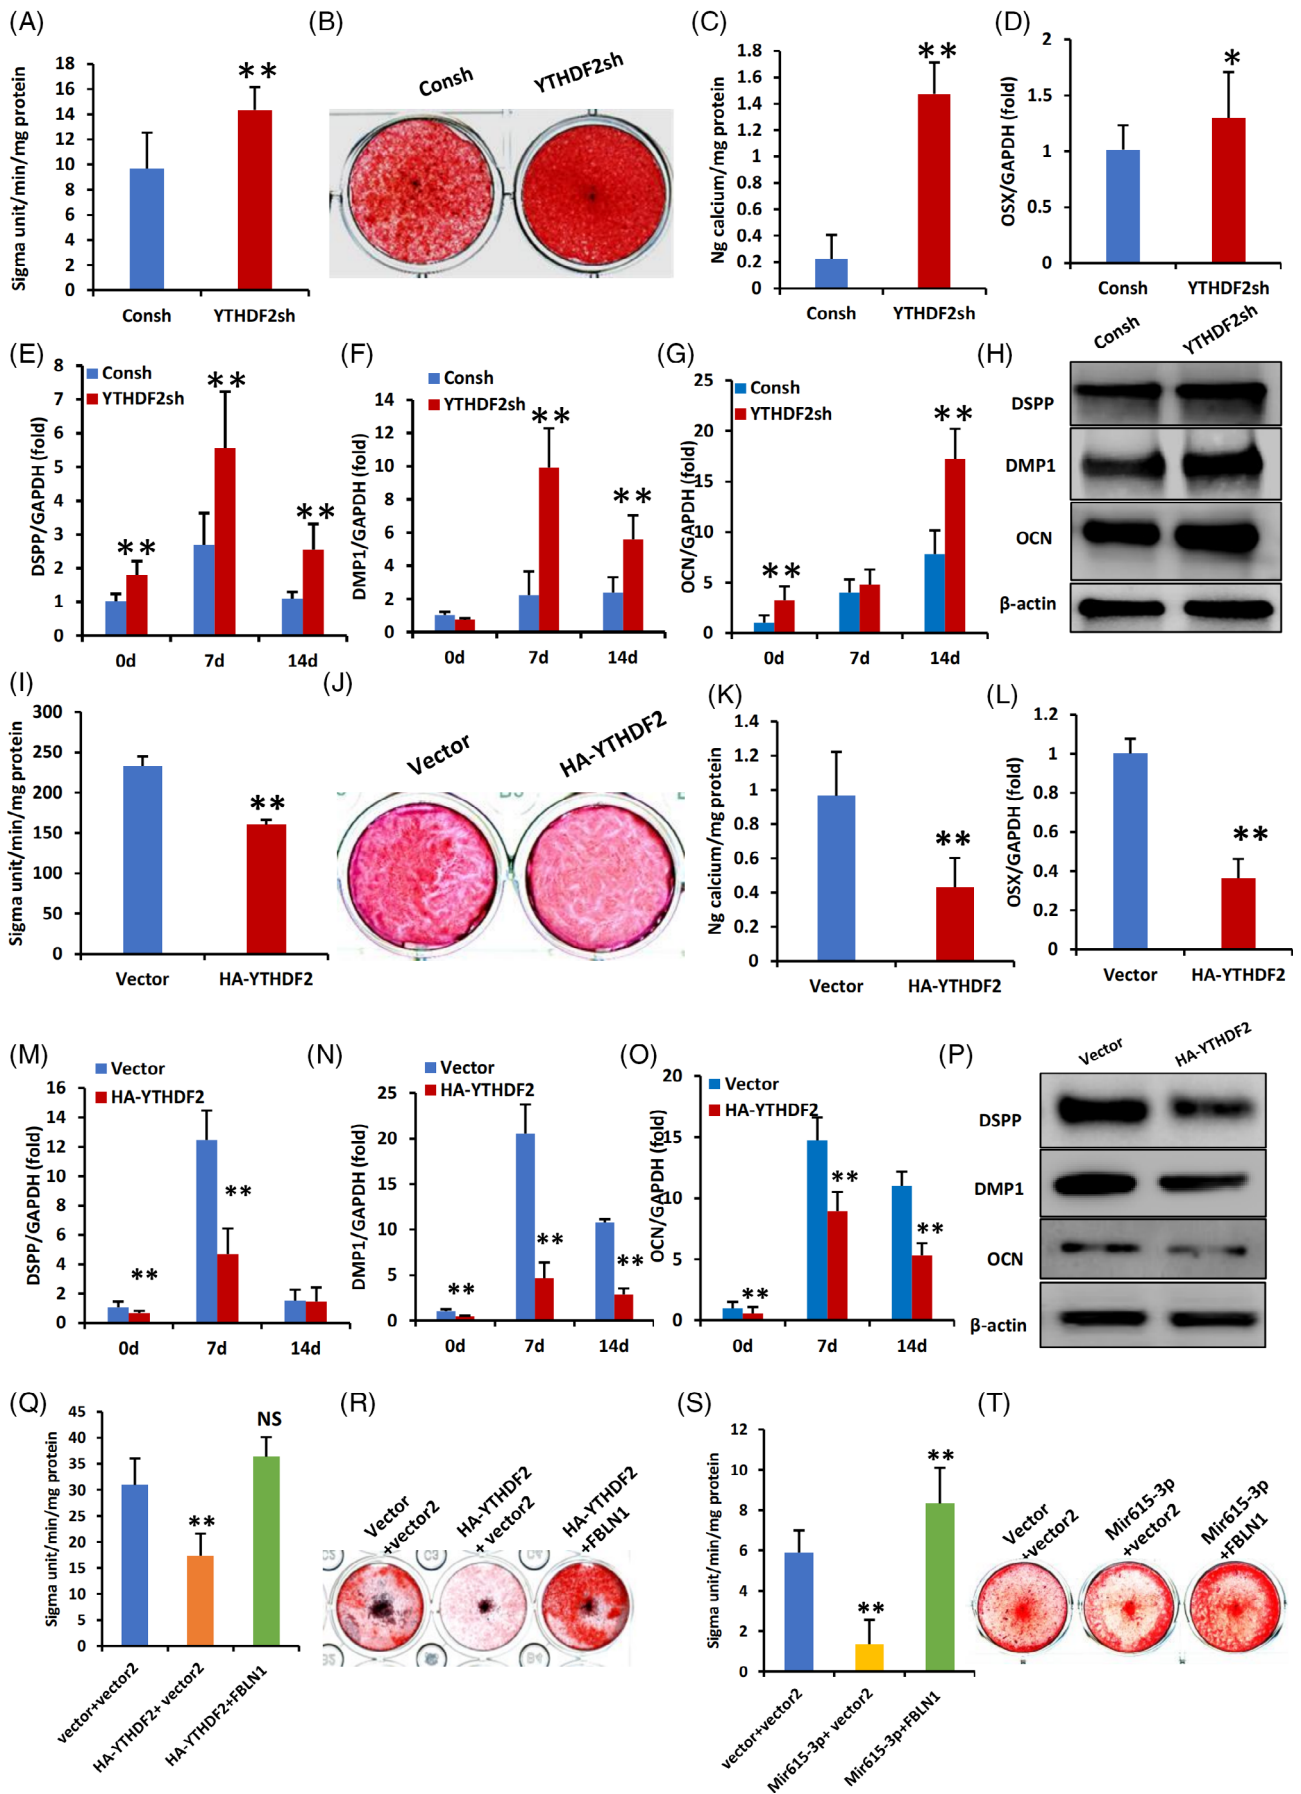 (A)
Sigma unit/min/mg protein
18
16
14
12
10
8
6
4
2
0
**
Consh
YTHDF2sh
(B)
Consh
YTHDF2sh
(C)
Ng calcium/mg protein
1.8
1.6
1.4
1.2
1
0.8
0.6
0.4
0.2
0
**
Consh
YTHDF2sh
(D)
OSX/GAPDH (fold)
2
1.5
1
0.5
0
*
Consh
YTHDF2sh
(E)
DSPP/GAPDH (fold)
8
7
6
5
4
3
2
1
0
Consh
YTHDF2sh
**
**
**
0d
7d
14d
(F)
DMP1/GAPDH (fold)
14
12
10
8
6
4
2
0
Consh
YTHDF2sh
**
**
0d
7d
14d
(G)
OCN/GAPDH (fold)
25
20
15
10
5
0
Consh
YTHDF2sh
**
**
0d
7d
14d
(H)
Consh
YTHDF2sh
DSPP
DMP1
OCN
β-actin
(I)
Sigma unit/min/mg protein
300
250
200
150
100
50
0
**
Vector
HA-YTHDF2
(J)
Vector
HA-YTHDF2
(K)
Ng calcium/mg protein
1.4
1.2
1
0.8
0.6
0.4
0.2
0
**
Vector
HA-YTHDF2
(L)
OSX/GAPDH (fold)
1.2
1
0.8
0.6
0.4
0.2
0
**
Vector
HA-YTHDF2
(M)
DSPP/GAPDH (fold)
16
14
12
10
8
6
4
2
0
Vector
HA-YTHDF2
**
**
0d
7d
14d
(N)
DMP1/GAPDH (fold)
25
20
15
10
5
0
Vector
HA-YTHDF2
**
**
**
0d
7d
14d
(O)
OCN/GAPDH (fold)
20
15
10
5
0
Vector
HA-YTHDF2
**
**
**
0d
7d
14d
(P)
Vector
HA-YTHDF2
DSPP
DMP1
OCN
β-actin
(Q)
Sigma unit/min/mg protein
45
40
35
30
25
20
15
10
5
0
**
NS
vector+vector2
HA-YTHDF2+ vector2
HA-YTHDF2+FBLN1
(R)
Vector
+vector2
HA-YTHDF2
+ vector2
HA-YTHDF2
+FBLN1
(S)
Sigma unit/min/mg protein
12
10
8
6
4
2
0
**
**
vector+vector2
Mir615-3p+ vector2
Mir615-3p+FBLN1
(T)
Vector
+vector2
Mir615-3p
+vector2
Mir615-3p
+FBLN1